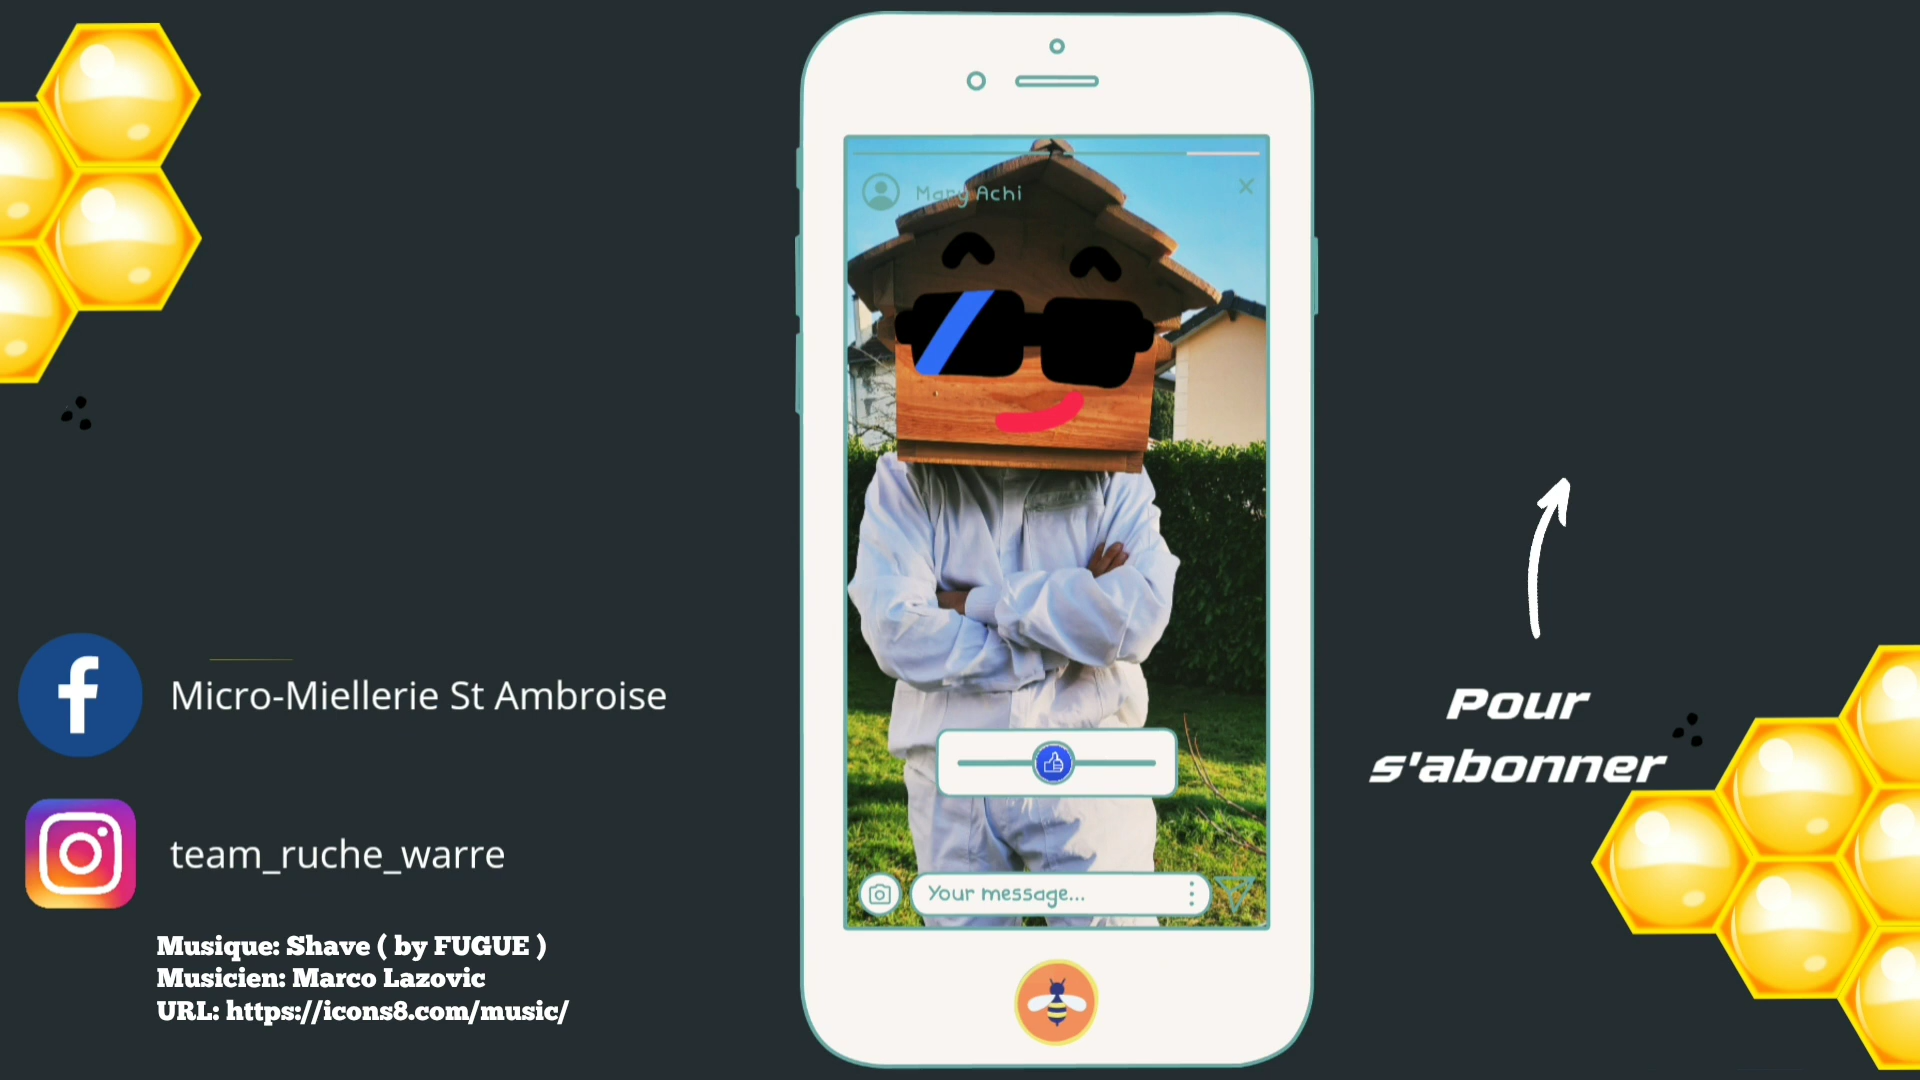 Mary Achi
Your message...
Micro-Miellerie St Ambroise
team_ruche_warre
Musique: Shave ( by FUGUE )
Musicien: Marco Lazovic
URL: https://icons8.com/music/
Pour
s'abonner